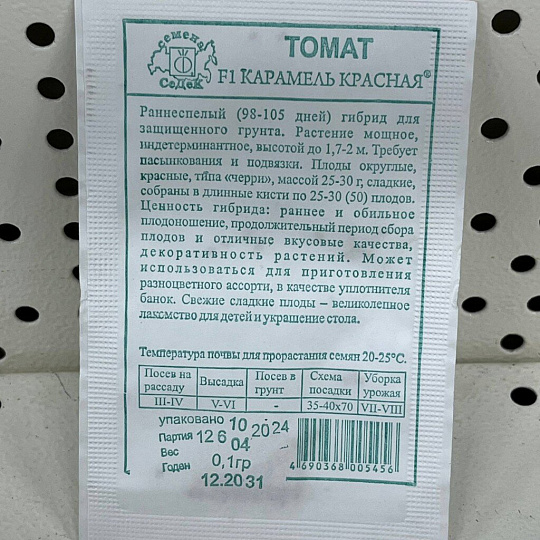 семена
СеДеК
ТОМАТ
F1 КАРАМЕЛЬ КРАСНАЯ®
Раннеспелый (98-105 дней) гибрид для
защищенного грунта. Растение мощное,
индетерминантное, высотой до 1,7-2 м. Требует
пасынкования и подвязки. Плоды округлые,
красные, типа «черри», массой 25-30 г, сладкие,
собраны в длинные кисти по 25-30 (50) плодов.
Ценность гибрида: раннее и обильное
плодоношение, продолжительный период сбора
плодов и отличные вкусовые качества,
декоративность растений. Может
использоваться для приготовления
разноцветного ассорти, в качестве уплотнителя
банок. Свежие сладкие плоды – великолепное
лакомство для детей и украшение стола.
Температура почвы для прорастания семян 20-25°С.
Посев на рассаду Высадка Посев в грунт Схема посадки Уборка урожая
III-IV V-VI - 35-40x70 VII-VIII
упаковано 10 2024
Партия 12 6 04
Вес 0,1гр
Годен 12.2031
4 690368 005456